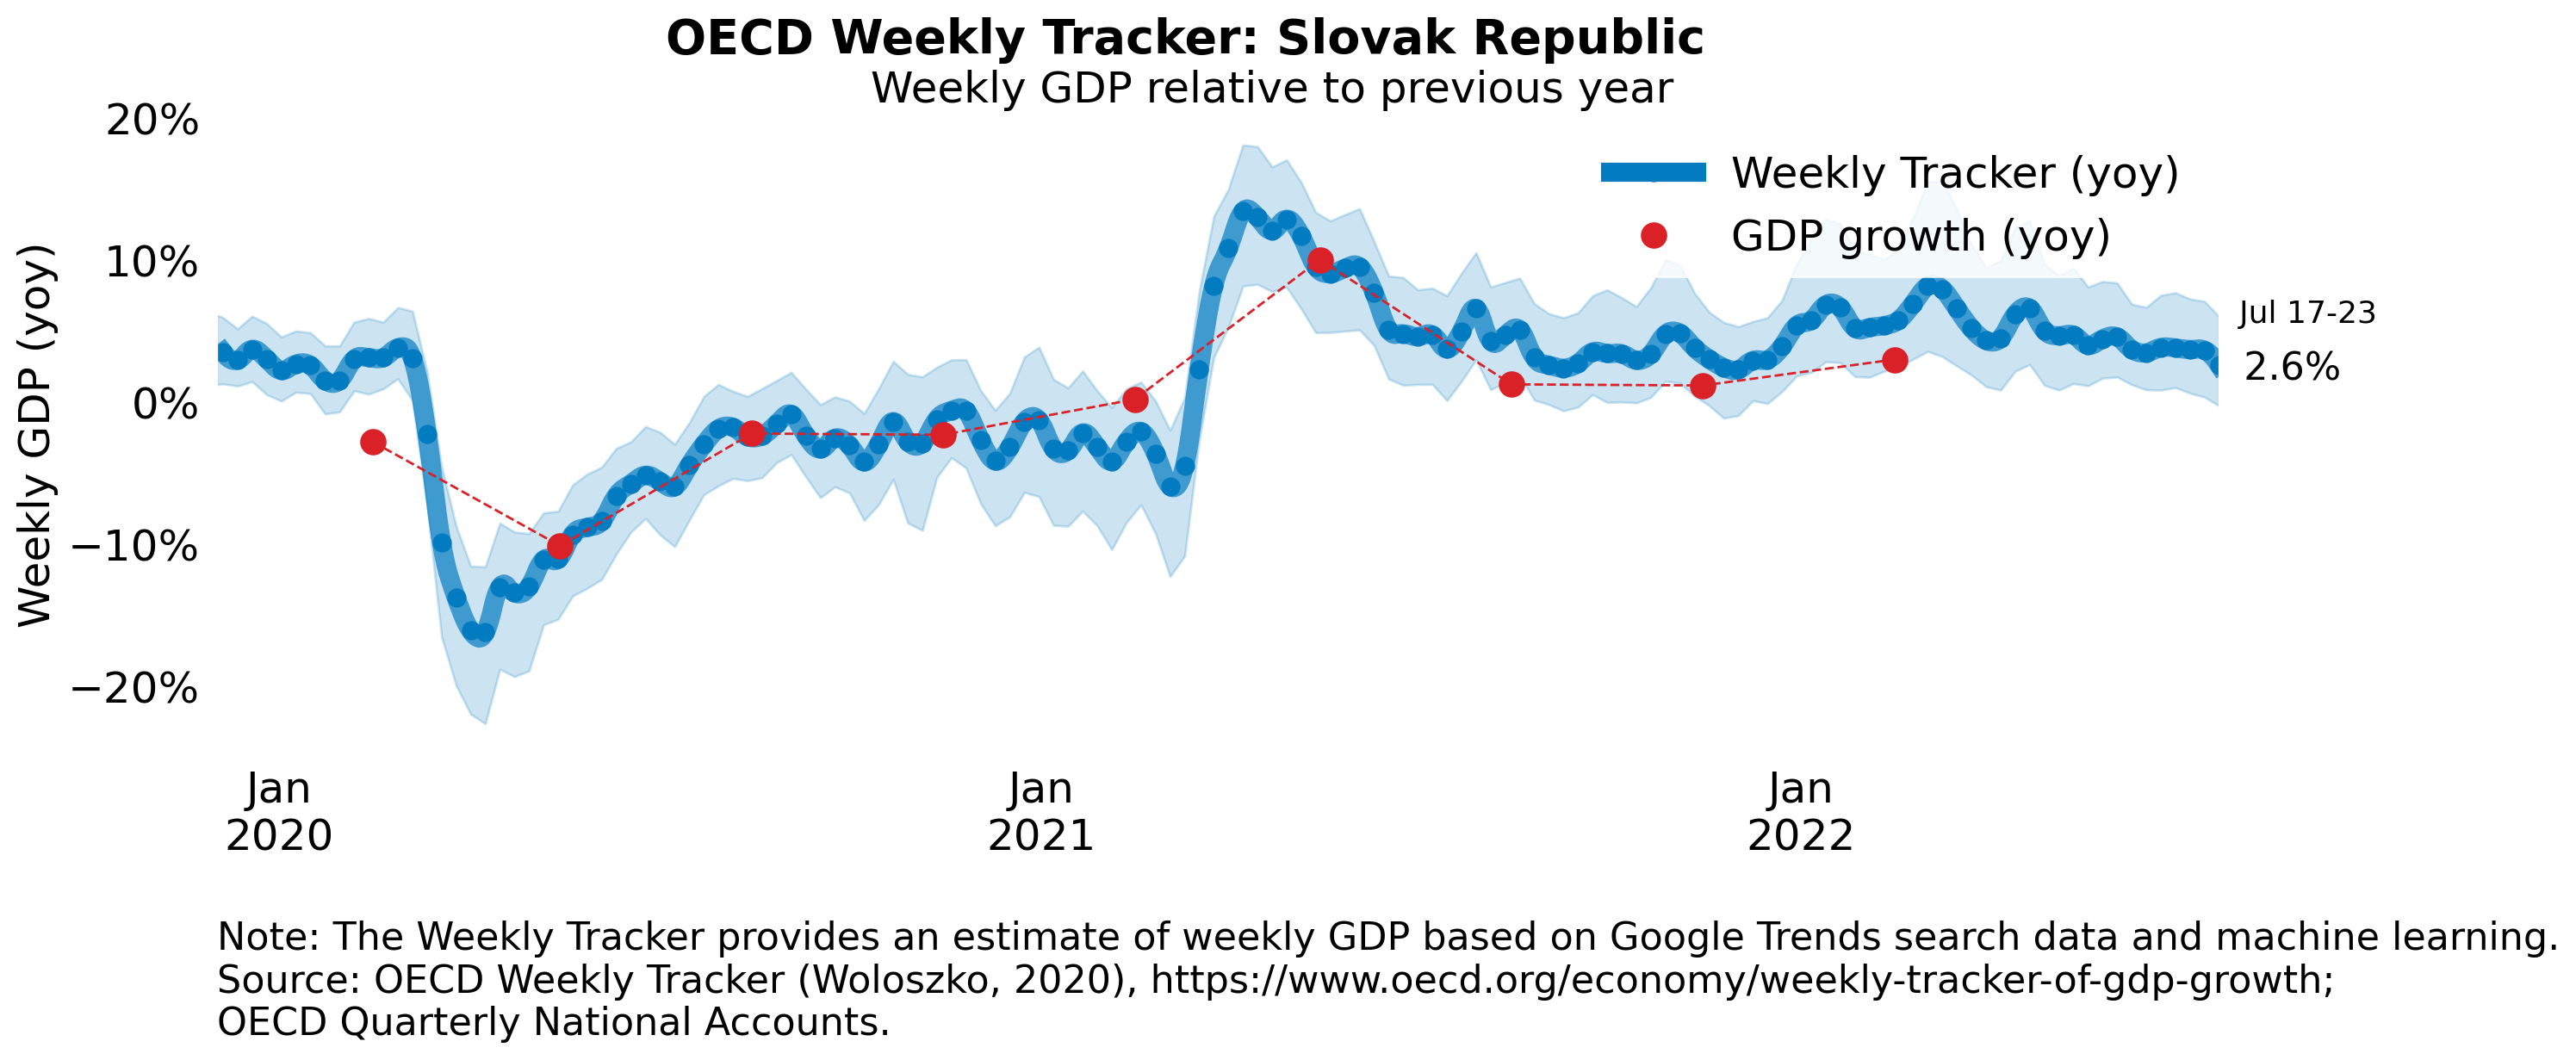 OECD Weekly Tracker: Slovak Republic
Weekly GDP relative to previous year
Weekly GDP (yoy)
20%
10%
0%
−10%
−20%
Weekly Tracker (yoy)
GDP growth (yoy)
Jul 17-23
2.6%
Jan
2020
Jan
2021
Jan
2022
Note: The Weekly Tracker provides an estimate of weekly GDP based on Google Trends search data and machine learning.
Source: OECD Weekly Tracker (Woloszko, 2020), https://www.oecd.org/economy/weekly-tracker-of-gdp-growth;
OECD Quarterly National Accounts.